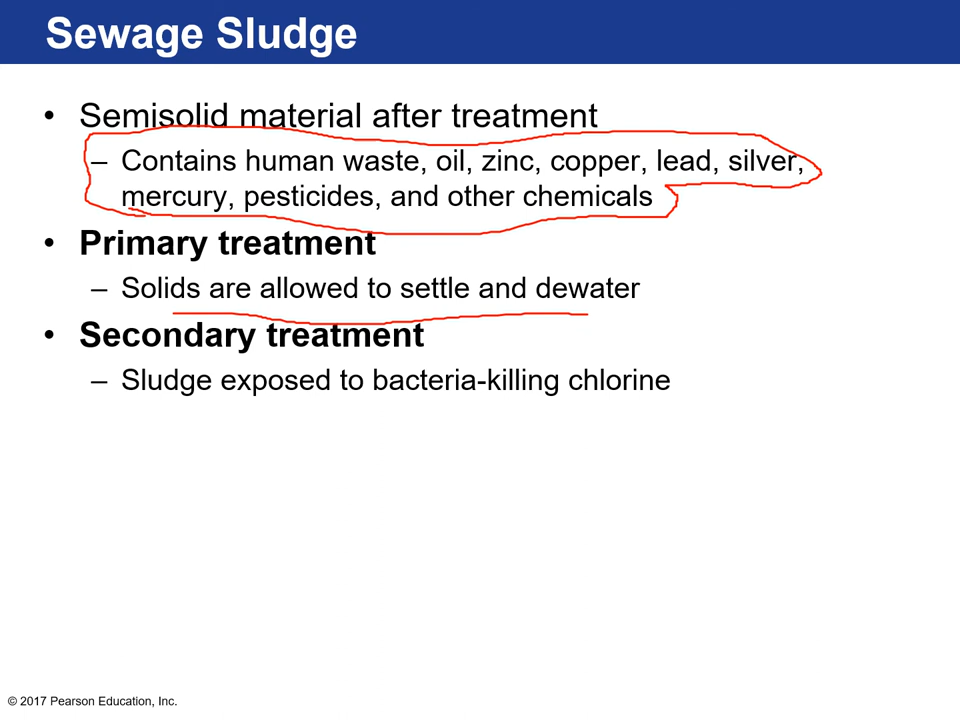 Sewage Sludge
• Semisolid material after treatment
– Contains human waste, oil, zinc, copper, lead, silver,
mercury, pesticides, and other chemicals
• Primary treatment
– Solids are allowed to settle and dewater
• Secondary treatment
– Sludge exposed to bacteria-killing chlorine
© 2017 Pearson Education, Inc.